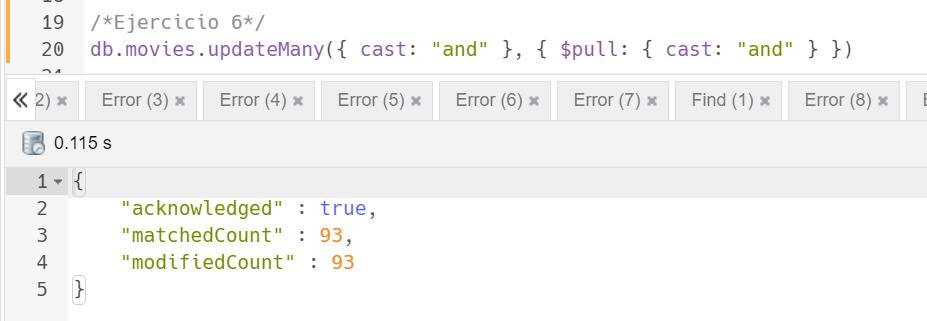 19 /*Ejercicio 6*/
20 db.movies.updateMany({ cast: "and" }, { $pull: { cast: "and" } })
2) × Error (3) × Error (4) × Error (5) × Error (6) × Error (7) × Find (1) × Error (8) ×
0.115 s
1 {
2 "acknowledged" : true,
3 "matchedCount" : 93,
4 "modifiedCount" : 93
5 }